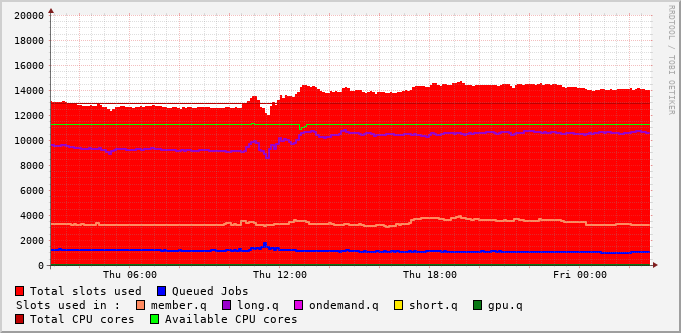 20000
18000
16000
14000
12000
10000
8000
6000
4000
2000
0
Thu 06:00 Thu 12:00 Thu 18:00 Fri 00:00
Total slots used Queued Jobs
Slots used in : member.q long.q ondemand.q short.q gpu.q
Total CPU cores Available CPU cores
RRDTOOL / TOBI OETIKER